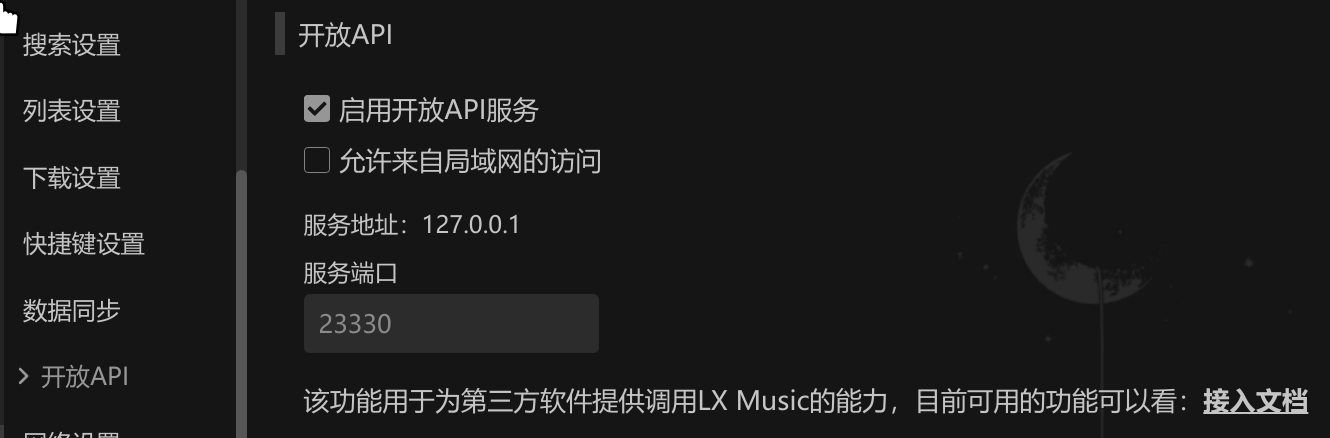 搜索设置
列表设置
下载设置
快捷键设置
数据同步
开放API
网络设置
开放API
启用开放API服务
允许来自局域网的访问
服务地址：127.0.0.1
服务端口
23330
该功能用于为第三方软件提供调用LX Music的能力，目前可用的功能可以看：接入文档